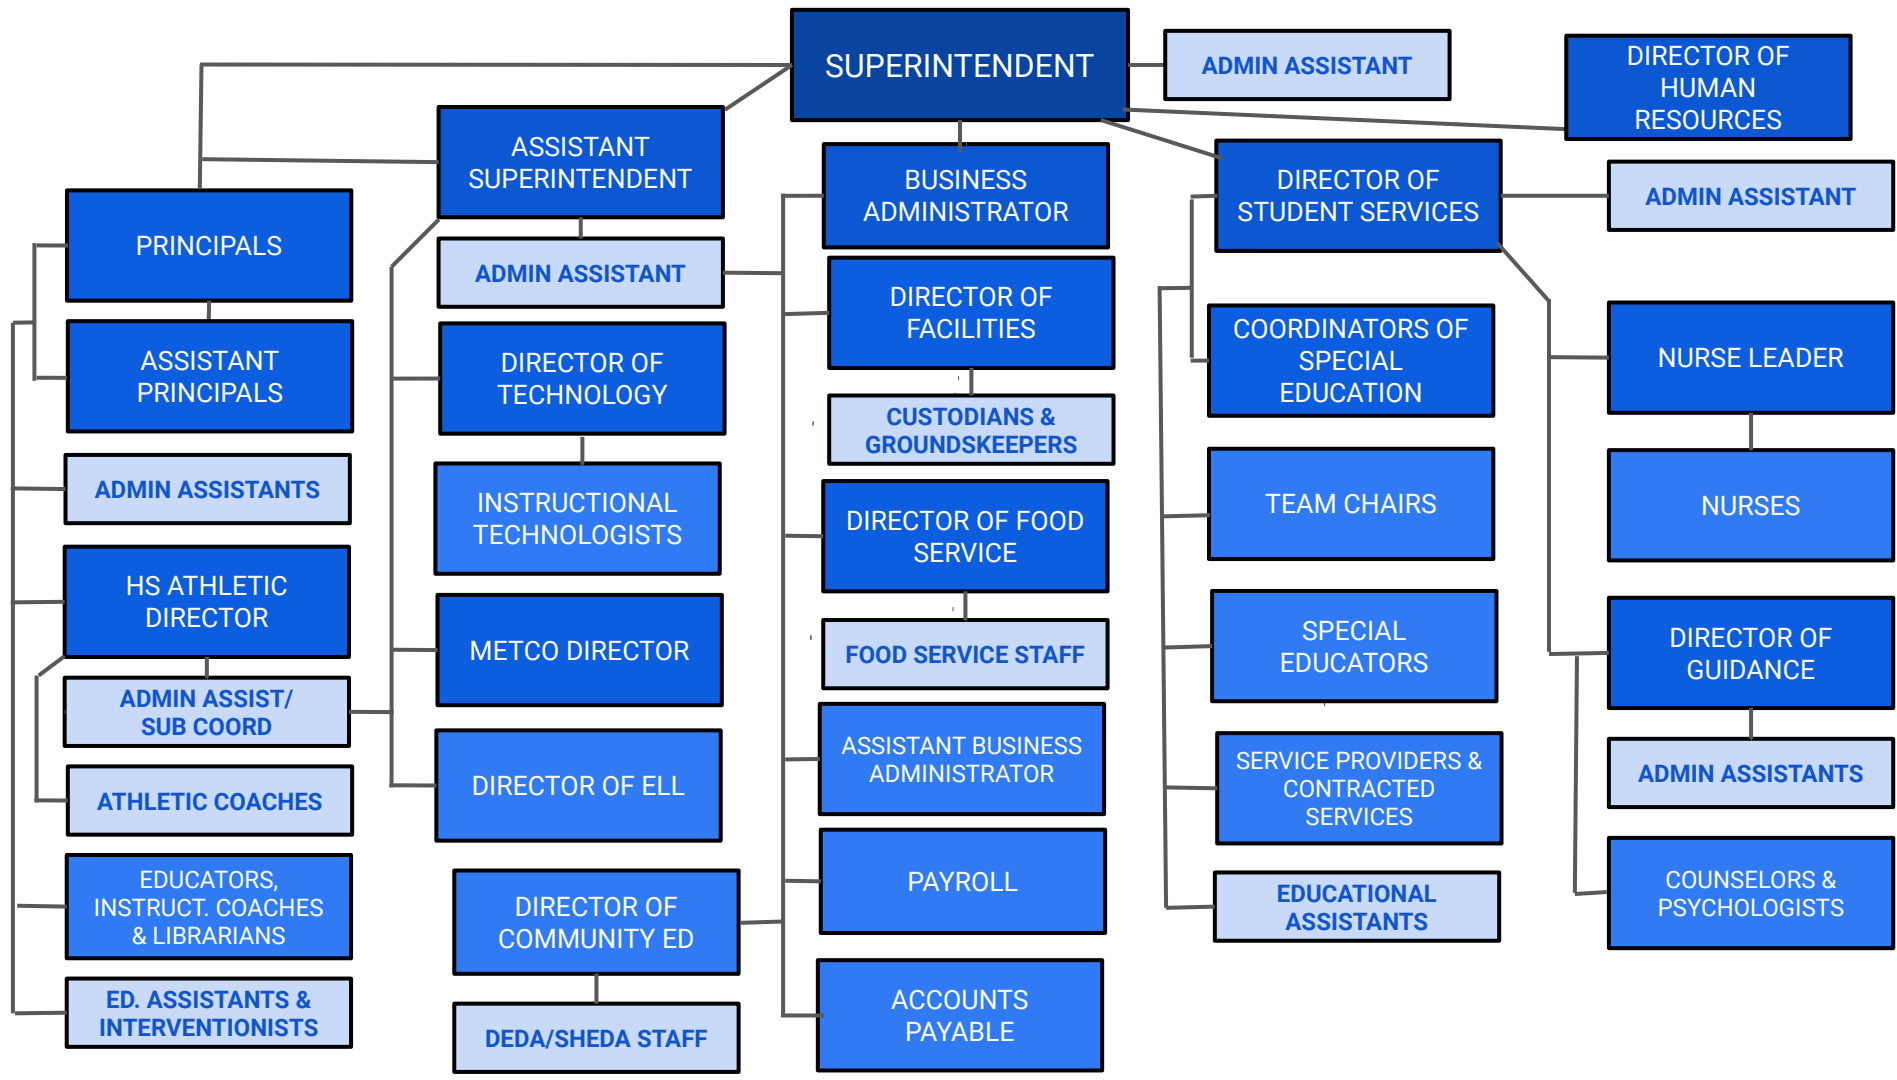 SUPERINTENDENT
ADMIN ASSISTANT
DIRECTOR OF
HUMAN
RESOURCES
ASSISTANT
SUPERINTENDENT
BUSINESS
ADMINISTRATOR
DIRECTOR OF
STUDENT SERVICES
ADMIN ASSISTANT
PRINCIPALS
ADMIN ASSISTANT
DIRECTOR OF
FACILITIES
COORDINATORS OF
SPECIAL
EDUCATION
NURSE LEADER
ASSISTANT
PRINCIPALS
DIRECTOR OF
TECHNOLOGY
CUSTODIANS &
GROUNDSKEEPERS
ADMIN ASSISTANTS
INSTRUCTIONAL
TECHNOLOGISTS
DIRECTOR OF FOOD
SERVICE
TEAM CHAIRS
NURSES
HS ATHLETIC
DIRECTOR
METCO DIRECTOR
FOOD SERVICE STAFF
SPECIAL
EDUCATORS
DIRECTOR OF
GUIDANCE
ADMIN ASSIST/
SUB COORD
ASSISTANT BUSINESS
ADMINISTRATOR
SERVICE PROVIDERS &
CONTRACTED
SERVICES
ADMIN ASSISTANTS
ATHLETIC COACHES
DIRECTOR OF ELL
EDUCATORS,
INSTRUCT. COACHES
& LIBRARIANS
DIRECTOR OF
COMMUNITY ED
PAYROLL
EDUCATIONAL
ASSISTANTS
COUNSELORS &
PSYCHOLOGISTS
ED. ASSISTANTS &
INTERVENTIONISTS
DEDA/SHEDA STAFF
ACCOUNTS
PAYABLE